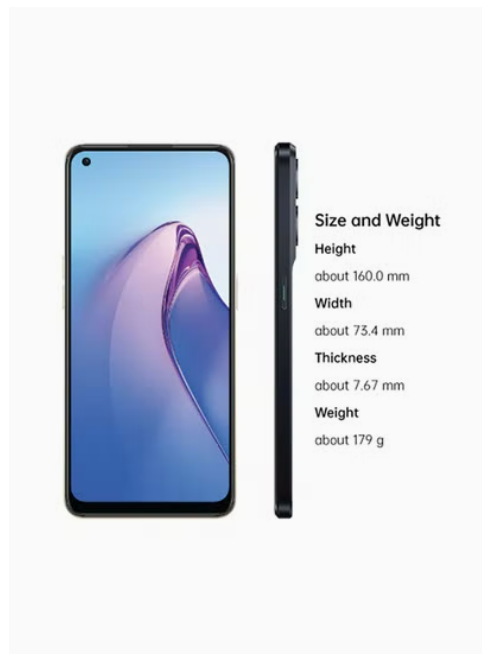 Size and Weight
Height
about 160.0 mm
Width
about 73.4 mm
Thickness
about 7.67 mm
Weight
about 179 g